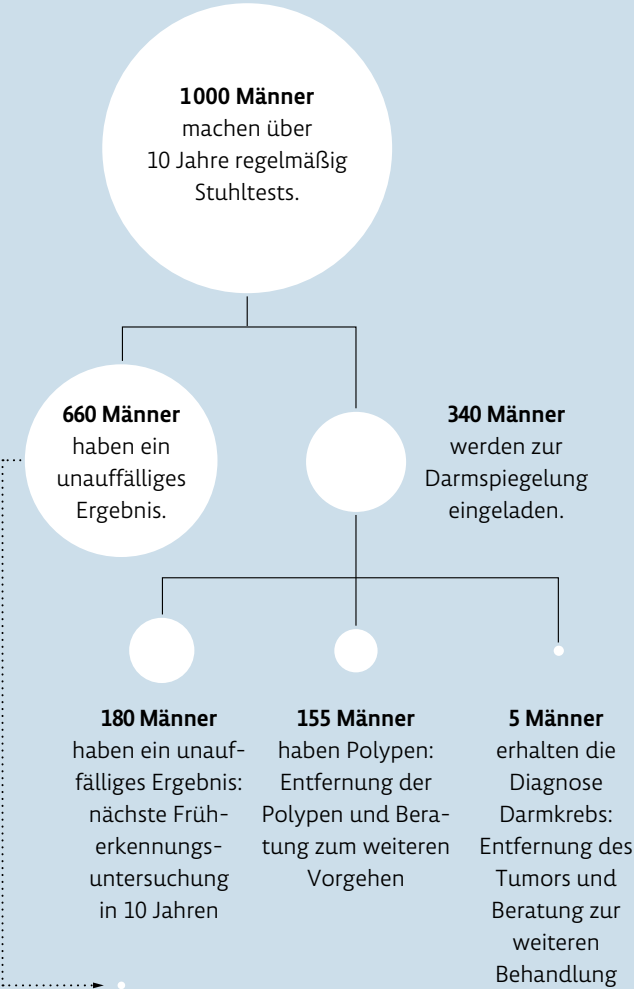 1000 Männer
machen über
10 Jahre regelmäßig
Stuhltests.
660 Männer
haben ein
unauffälliges
Ergebnis.
340 Männer
werden zur
Darmspiegelung
eingeladen.
180 Männer
haben ein unauf-
fälliges Ergebnis:
nächste Früh-
erkennungs-
untersuchung
in 10 Jahren
155 Männer
haben Polypen:
Entfernung der
Polypen und Bera-
tung zum weiteren
Vorgehen
5 Männer
erhalten die
Diagnose
Darmkrebs:
Entfernung des
Tumors und
Beratung zur
weiteren
Behandlung